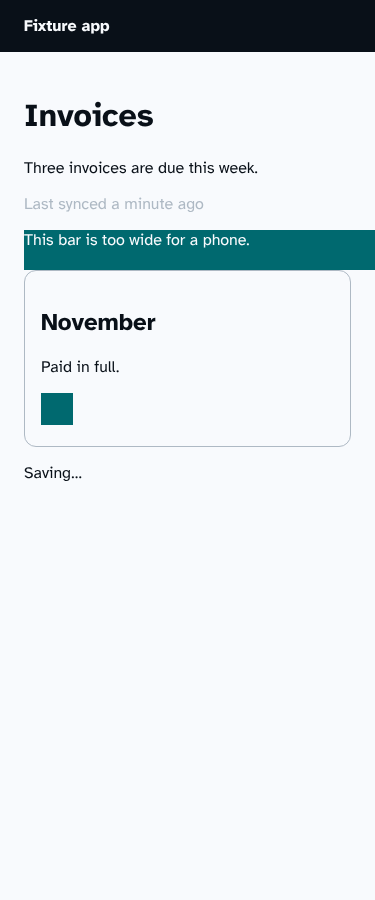 Fixture app
Invoices
Three invoices are due this week.
Last synced a minute ago
This bar is too wide for a phone.
November
Paid in full.
Saving...